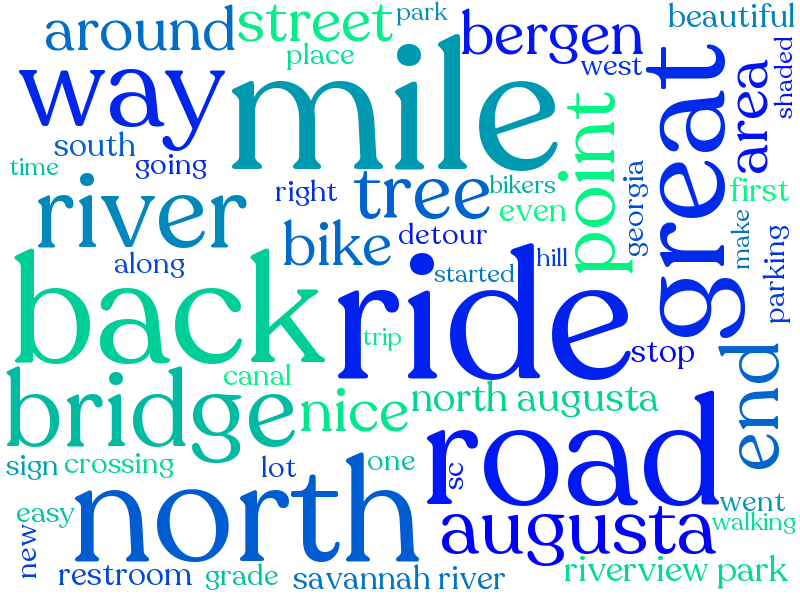 around
street
park
beautiful
place
bergen
west
way
mile
great
area
shaded
south
time
going
right
tree
bikers
point
georgia
first
river
even
bike
detour
make
parking
along
hill
started
back
ride
trip
stop
canal
end
bridge
nice
north augusta
road
sign
crossing
lot
one
sc
north
easy
augusta
went
walking
new
restroom
grade
savannah river
riverview park